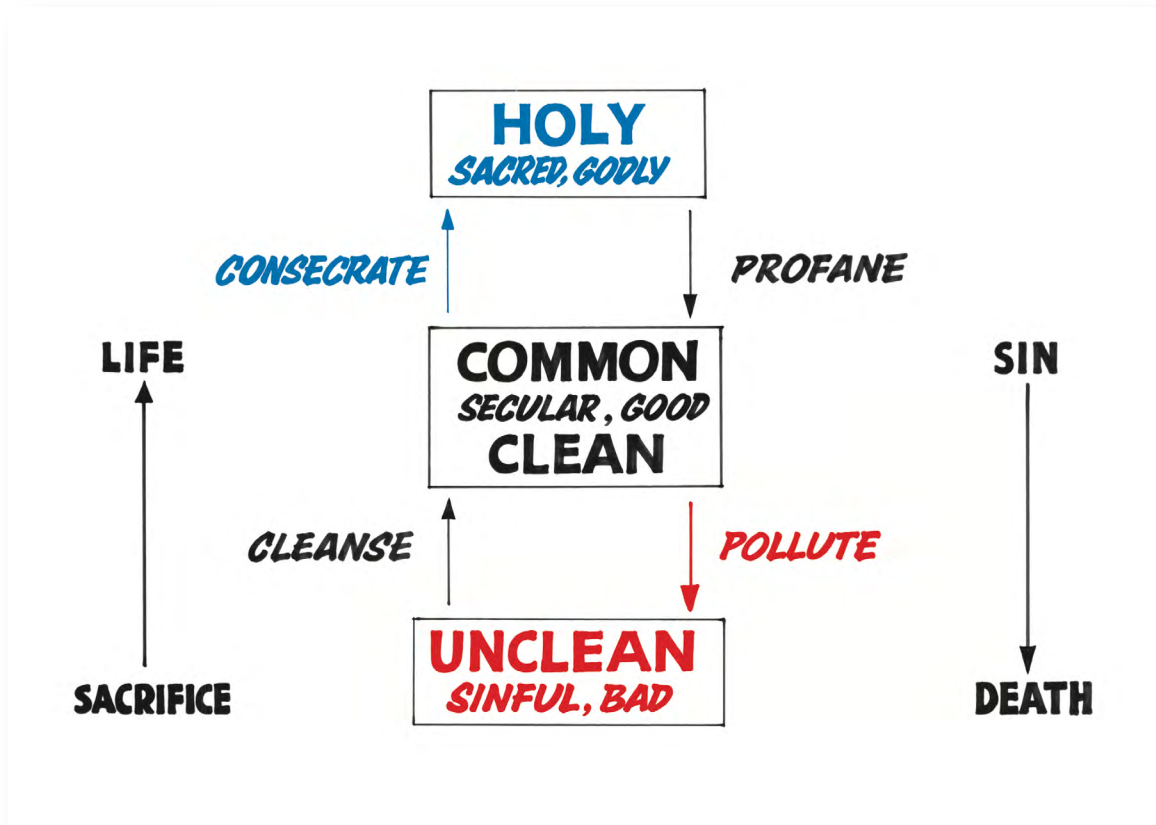 HOLY
SACRED, GODLY
CONSECRATE
PROFANE
LIFE
COMMON
SECULAR, GOOD
CLEAN
SIN
CLEANSE
POLLUTE
SACRIFICE
UNCLEAN
SINFUL, BAD
DEATH